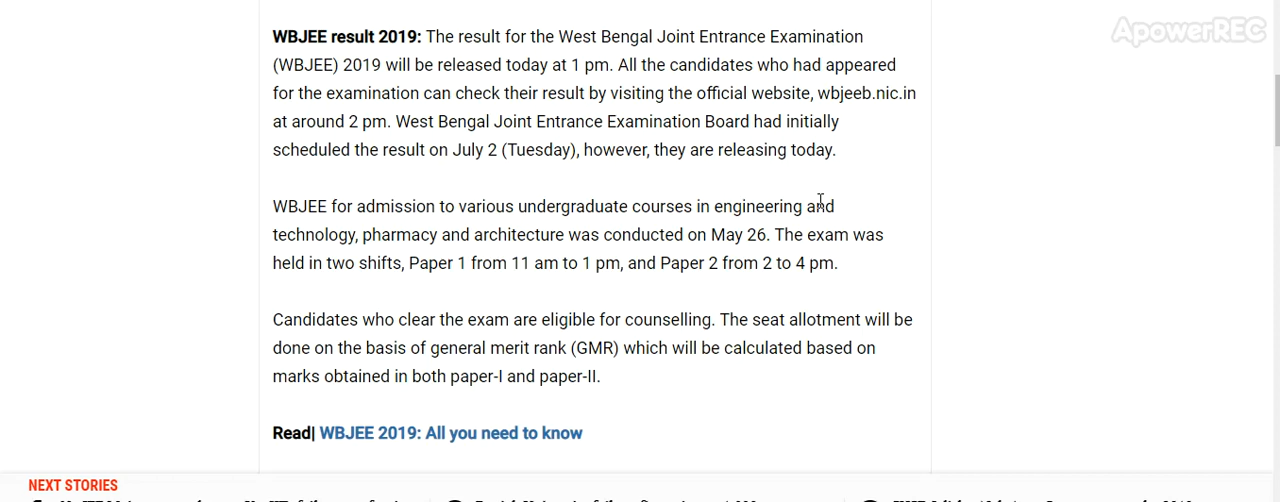 ApowerREC
WBJEE result 2019: The result for the West Bengal Joint Entrance Examination
(WBJEE) 2019 will be released today at 1 pm. All the candidates who had appeared
for the examination can check their result by visiting the official website, wbjeeb.nic.in
at around 2 pm. West Bengal Joint Entrance Examination Board had initially
scheduled the result on July 2 (Tuesday), however, they are releasing today.
WBJEE for admission to various undergraduate courses in engineering and
technology, pharmacy and architecture was conducted on May 26. The exam was
held in two shifts, Paper 1 from 11 am to 1 pm, and Paper 2 from 2 to 4 pm.
Candidates who clear the exam are eligible for counselling. The seat allotment will be
done on the basis of general merit rank (GMR) which will be calculated based on
marks obtained in both paper-I and paper-II.
Read| WBJEE 2019: All you need to know
NEXT STORIES